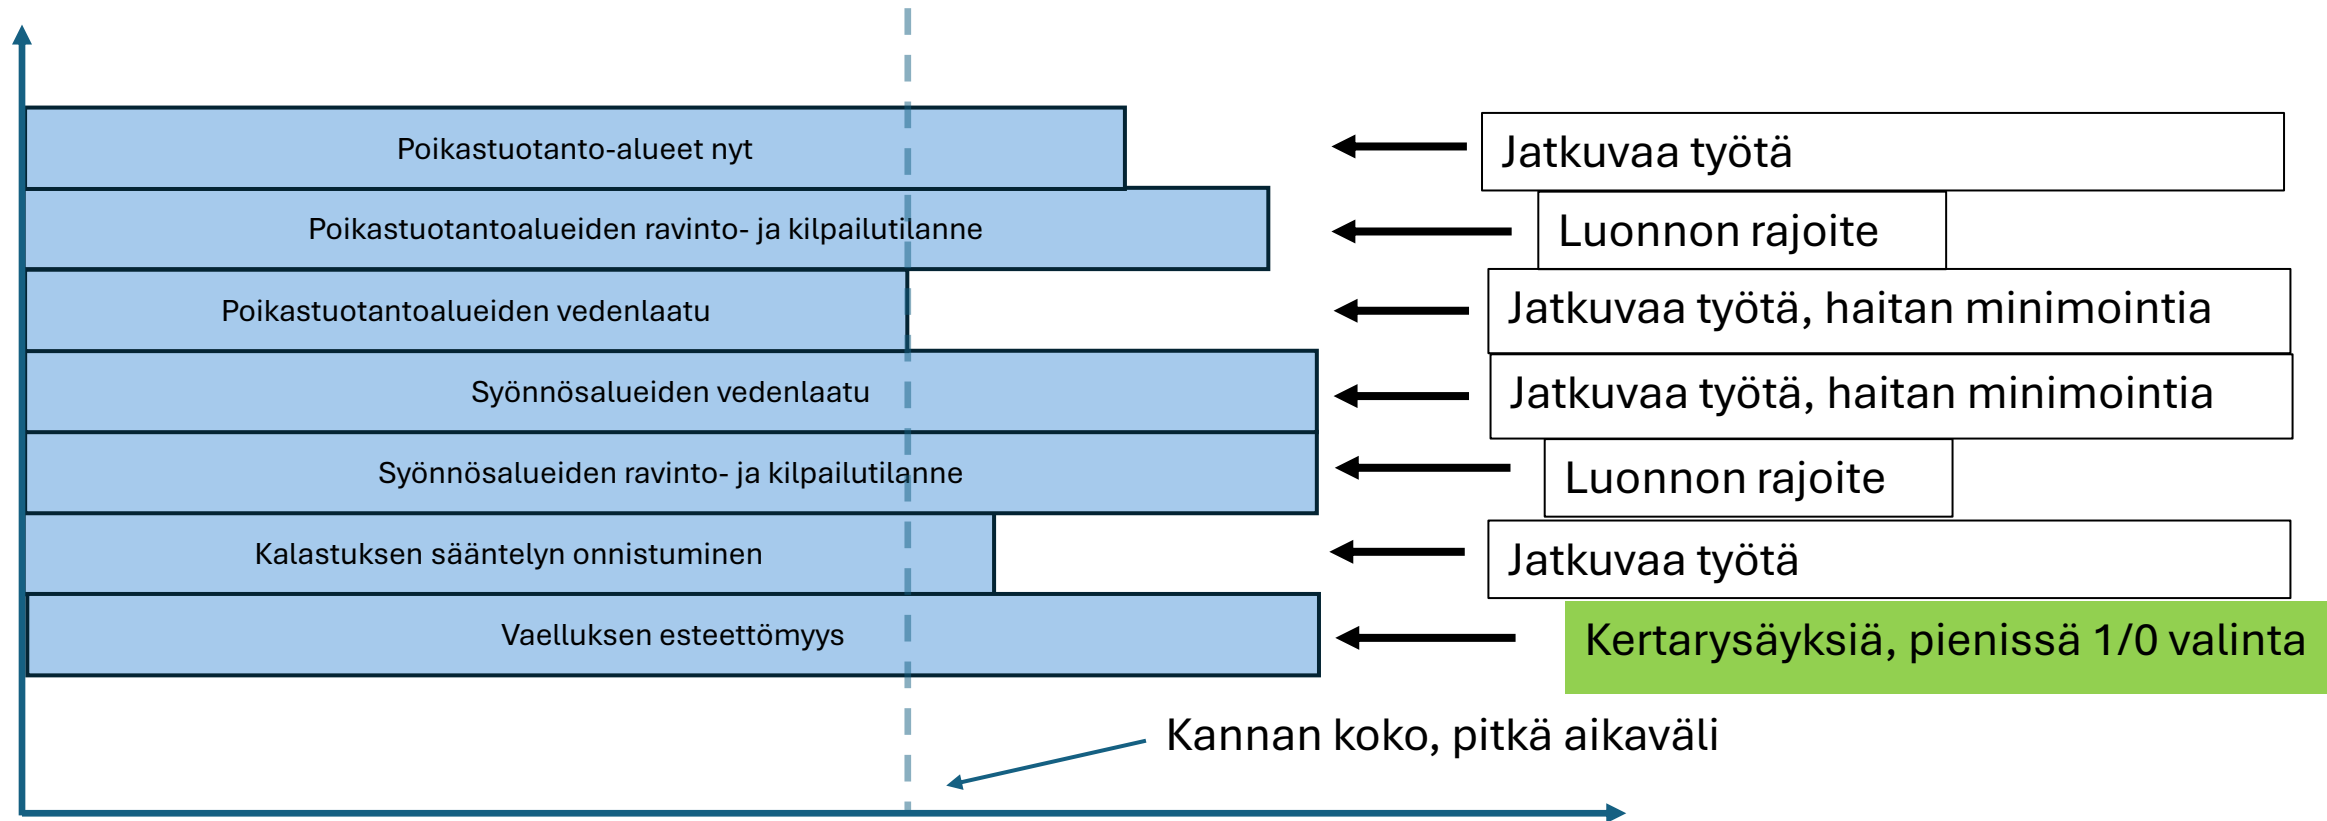 Poikastuotanto-alueet nyt
Jatkuvaa työtä
Poikastuotantoalueiden ravinto- ja kilpailutilanne
Luonnon rajoite
Poikastuotantoalueiden vedenlaatu
Jatkuvaa työtä, haitan minimointia
Syönnösalueiden vedenlaatu
Jatkuvaa työtä, haitan minimointia
Syönnösalueiden ravinto- ja kilpailutilanne
Luonnon rajoite
Kalastuksen sääntelyn onnistuminen
Jatkuvaa työtä
Vaelluksen esteettömyys
Kertarysäyksiä, pienissä 1/0 valinta
Kannan koko, pitkä aikaväli